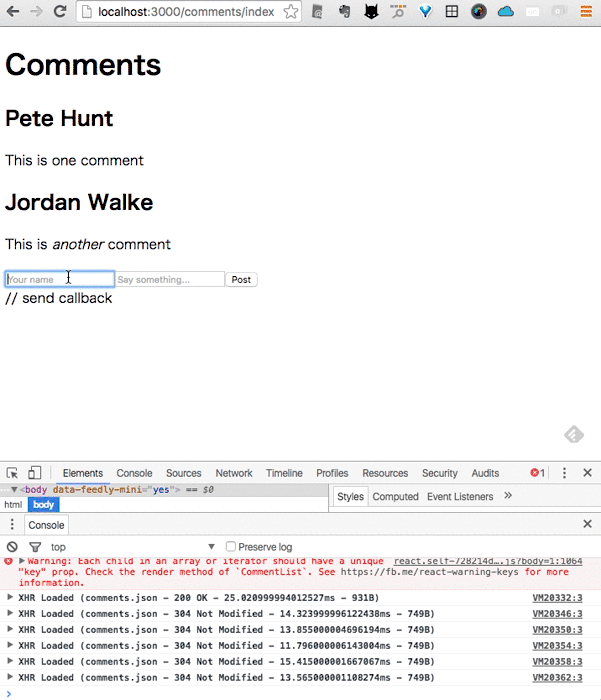 localhost:3000/comments/index
Comments
Pete Hunt
This is one comment
Jordan Walke
This is another comment
Your name Say something... Post
// send callback
Elements Console Sources Network Timeline Profiles Resources Security Audits 1
<body data-feedly-mini="yes"> == $0
html body
Styles Computed Event Listeners »
Console
top Preserve log
Warning: Each child in an array or iterator should have a unique react.self-728214d….js?body=1:1064
"key" prop. Check the render method of `CommentList`. See https://fb.me/react-warning-keys for more
information.
XHR Loaded (comments.json - 200 OK - 25.020999994012527ms - 931B) VM20332:3
XHR Loaded (comments.json - 304 Not Modified - 14.323999996122438ms - 749B) VM20346:3
XHR Loaded (comments.json - 304 Not Modified - 13.855000004696194ms - 749B) VM20350:3
XHR Loaded (comments.json - 304 Not Modified - 11.796000006143004ms - 749B) VM20354:3
XHR Loaded (comments.json - 304 Not Modified - 15.415000001667067ms - 749B) VM20358:3
XHR Loaded (comments.json - 304 Not Modified - 13.565000001108274ms - 749B) VM20362:3